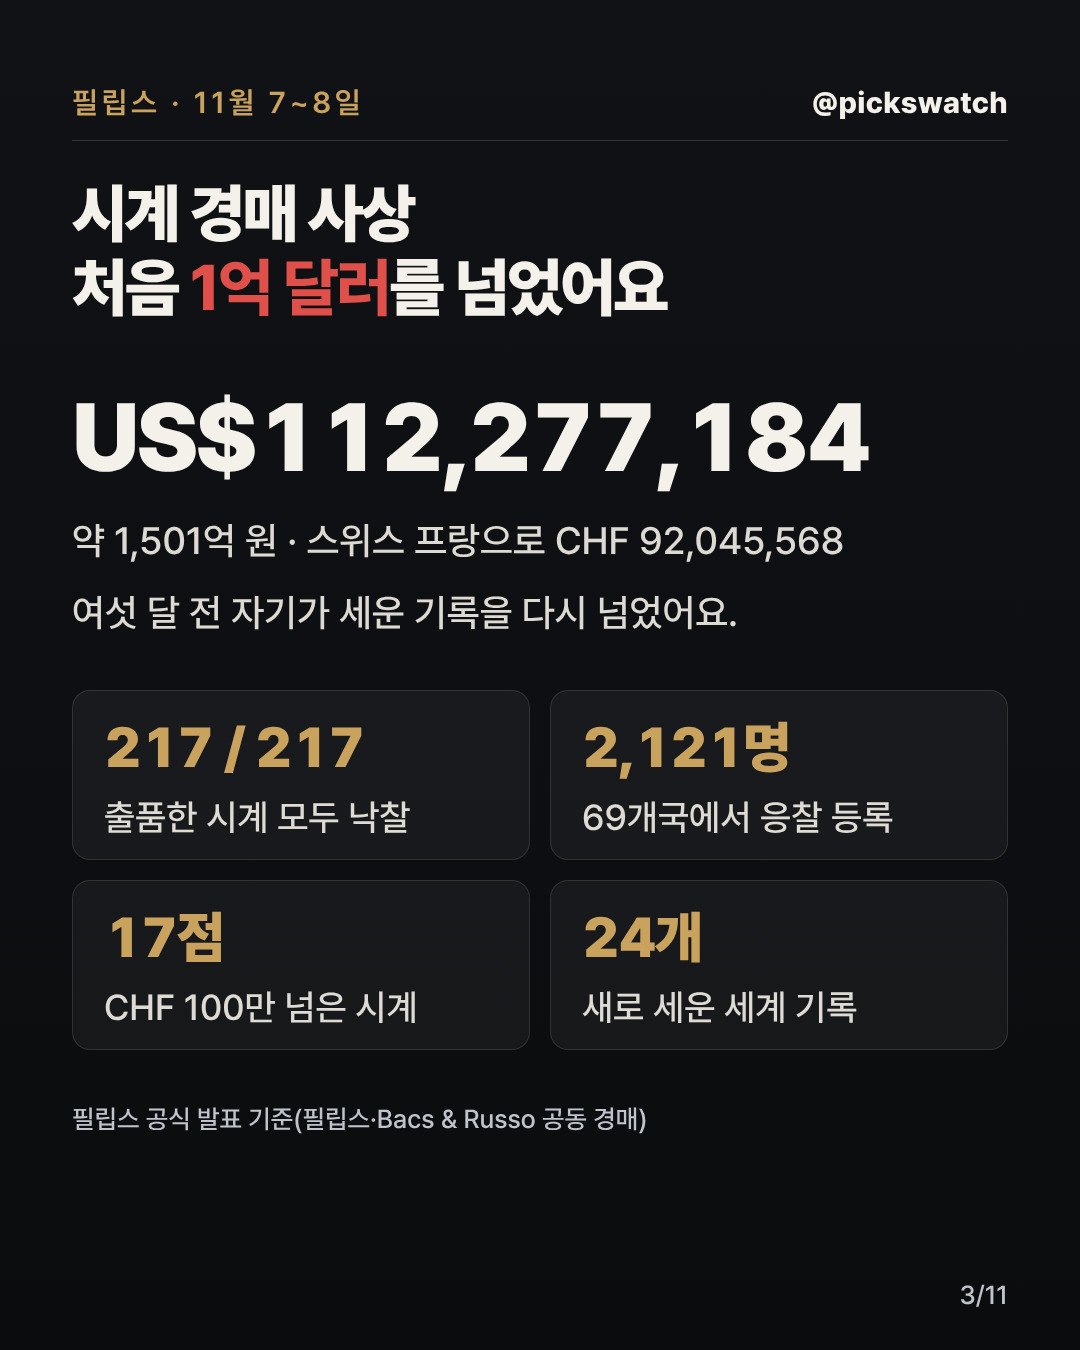 필립스 · 11월 7~8일
@pickswatch
시계 경매 사상
처음 1억 달러를 넘었어요
US$112,277,184
약 1,501억 원 · 스위스 프랑으로 CHF 92,045,568
여섯 달 전 자기가 세운 기록을 다시 넘었어요.
217 / 217
출품한 시계 모두 낙찰
2,121명
69개국에서 응찰 등록
17점
CHF 100만 넘은 시계
24개
새로 세운 세계 기록
필립스 공식 발표 기준(필립스·Bacs & Russo 공동 경매)
3/11